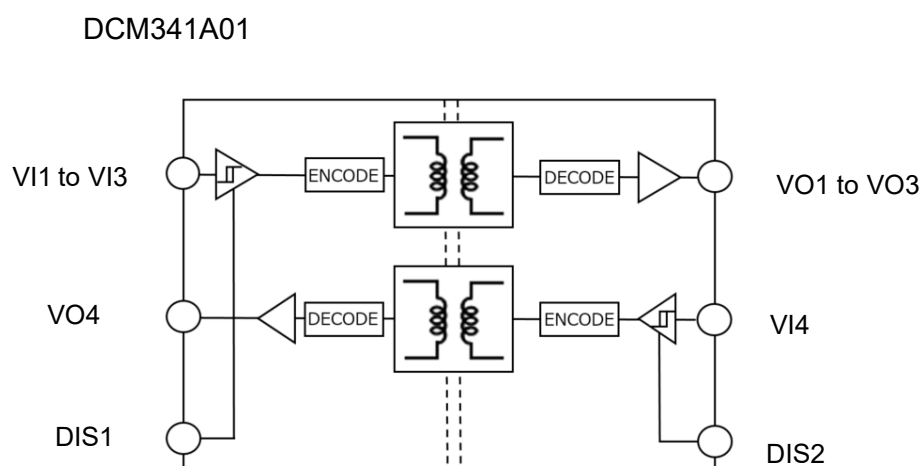 DCM341A01
VI1 to VI3
ENCODE
DECODE
VO1 to VO3
VO4
DECODE
ENCODE
VI4
DIS1
DIS2